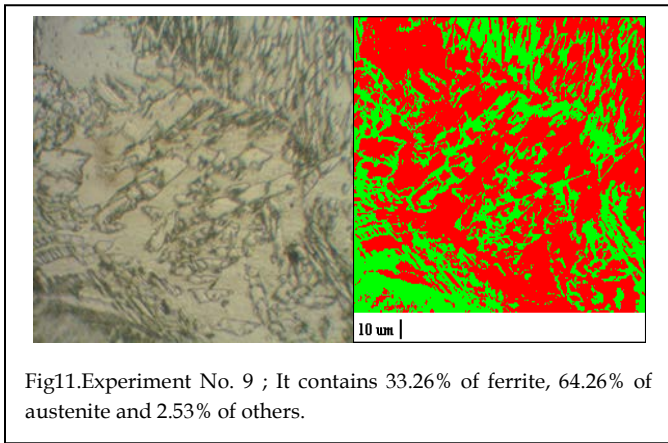 10 um
Fig11.Experiment No. 9 ; It contains 33.26% of ferrite, 64.26% of
austenite and 2.53% of others.